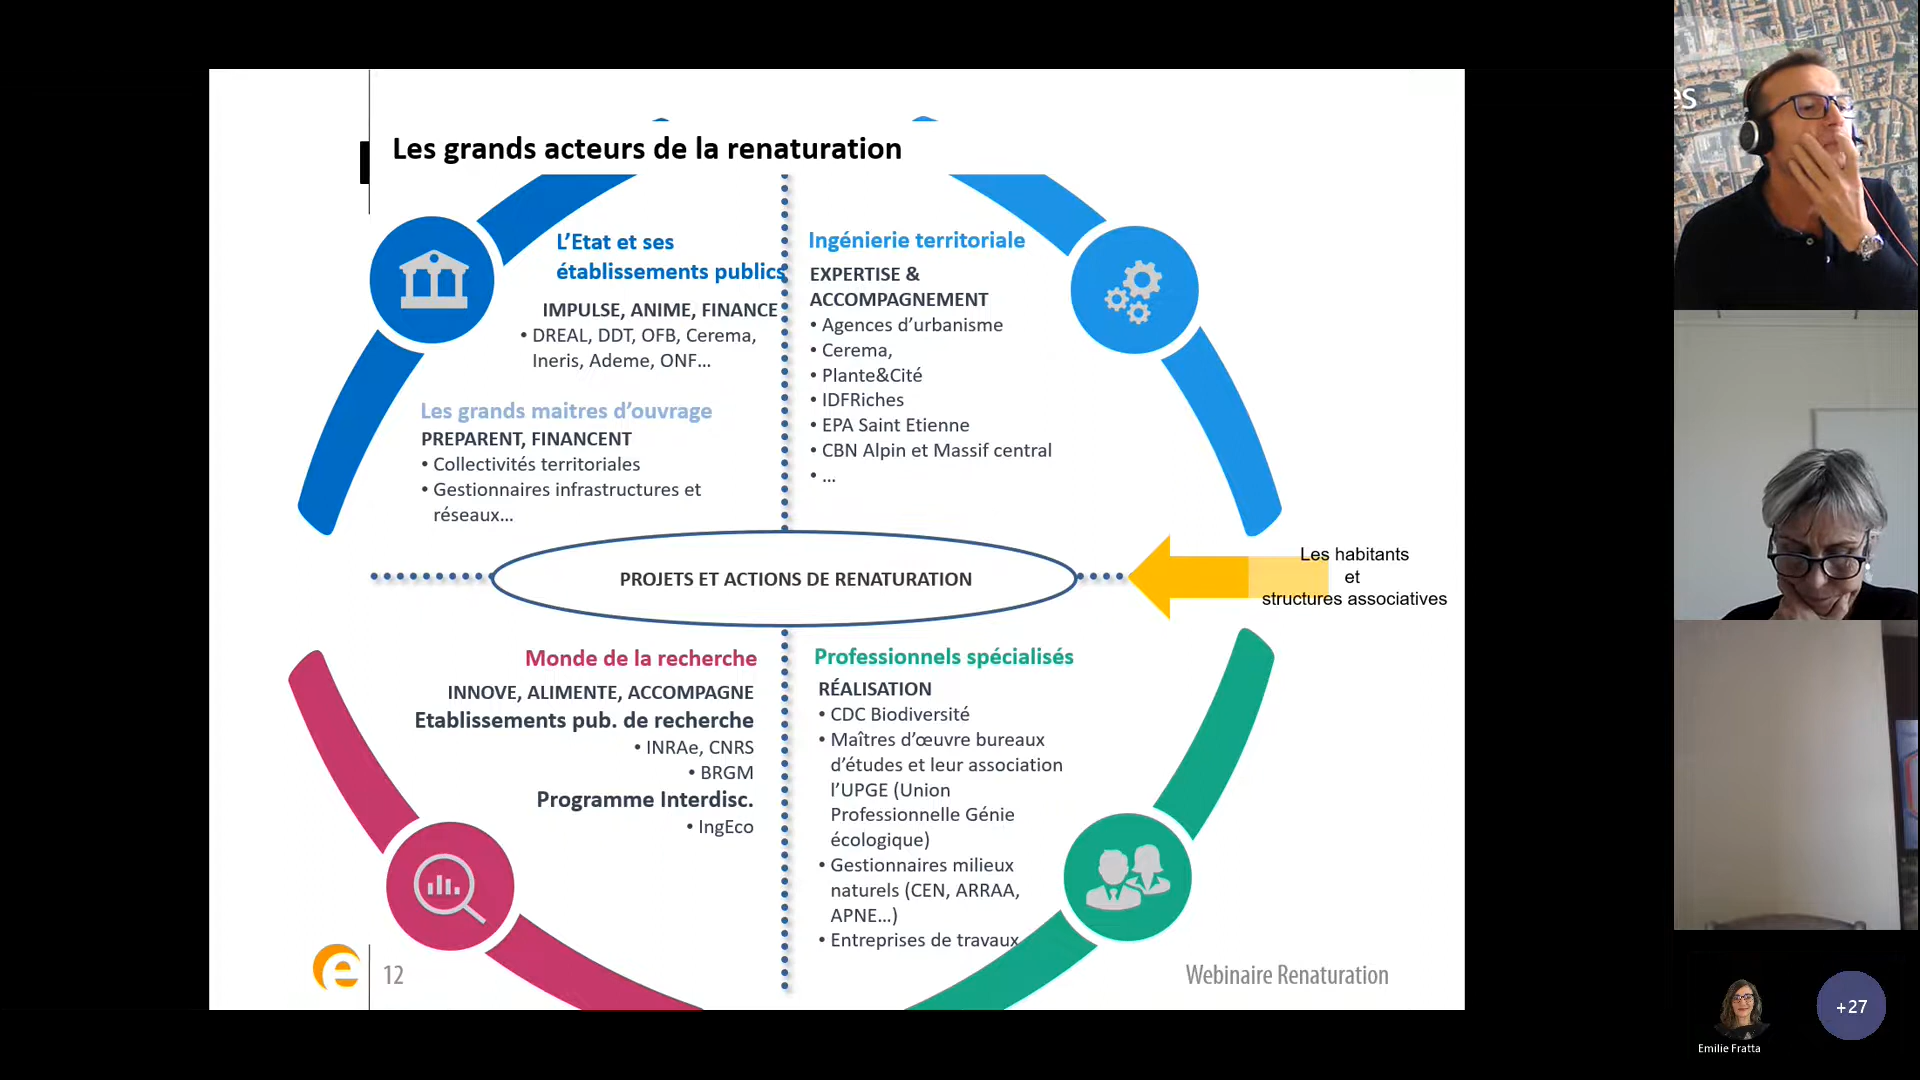 Les grands acteurs de la renaturation
L’Etat et ses
établissements publics
IMPULSE, ANIME, FINANCE
• DREAL, DDT, OFB, Cerema,
Ineris, Ademe, ONF…
Les grands maitres d’ouvrage
PREPARENT, FINANCENT
• Collectivités territoriales
• Gestionnaires infrastructures et
réseaux…
Ingénierie territoriale
EXPERTISE &
ACCOMPAGNEMENT
• Agences d’urbanisme
• Cerema,
• Plante&Cité
• IDFRiches
• EPA Saint Etienne
• CBN Alpin et Massif central
• …
PROJETS ET ACTIONS DE RENATURATION
Les habitants
et
structures associatives
Monde de la recherche
INNOVE, ALIMENTE, ACCOMPAGNE
Etablissements pub. de recherche
• INRAe, CNRS
• BRGM
Programme Interdisc.
• IngEco
Professionnels spécialisés
RÉALISATION
• CDC Biodiversité
• Maîtres d’œuvre bureaux
d’études et leur association
l’UPGE (Union
Professionnelle Génie
écologique)
• Gestionnaires milieux
naturels (CEN, ARRAA,
APNE…)
• Entreprises de travaux
e
12
Webinaire Renaturation
es
+27
Emilie Fratta